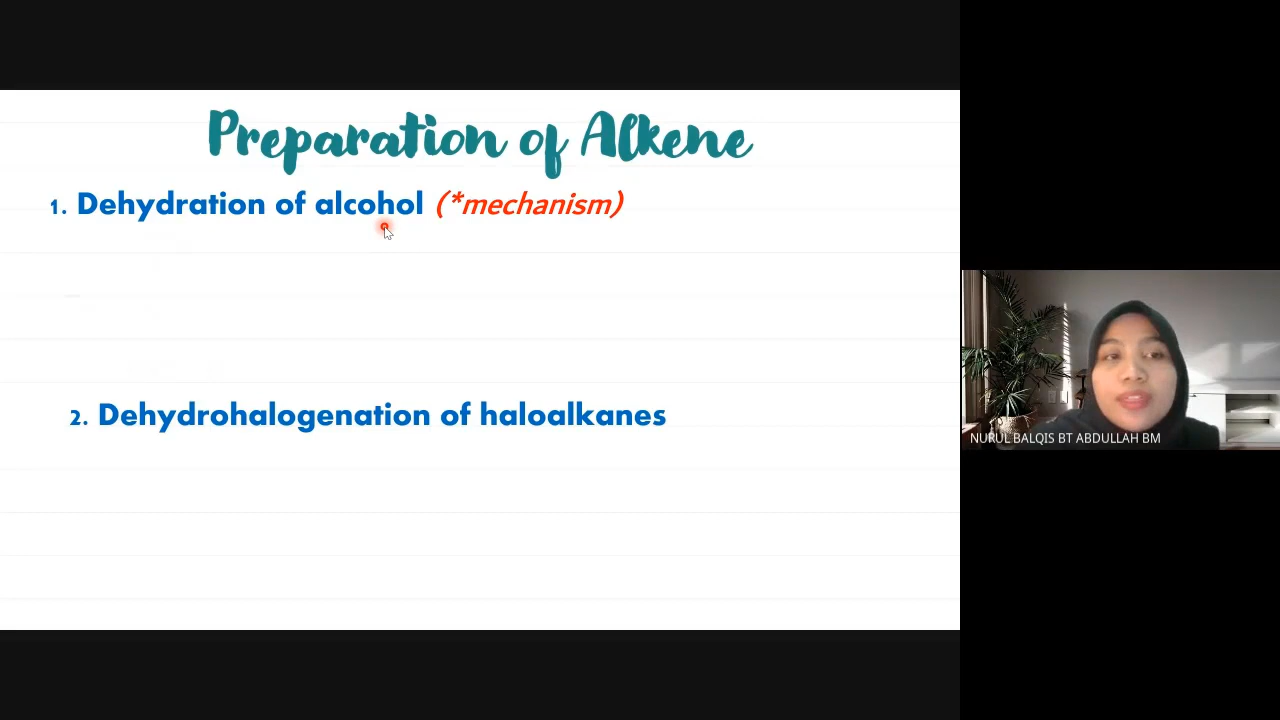 Preparation of Alkene
1. Dehydration of alcohol (*mechanism)
2. Dehydrohalogenation of haloalkanes
NURUL BALQIS BT ABDULLAH BM